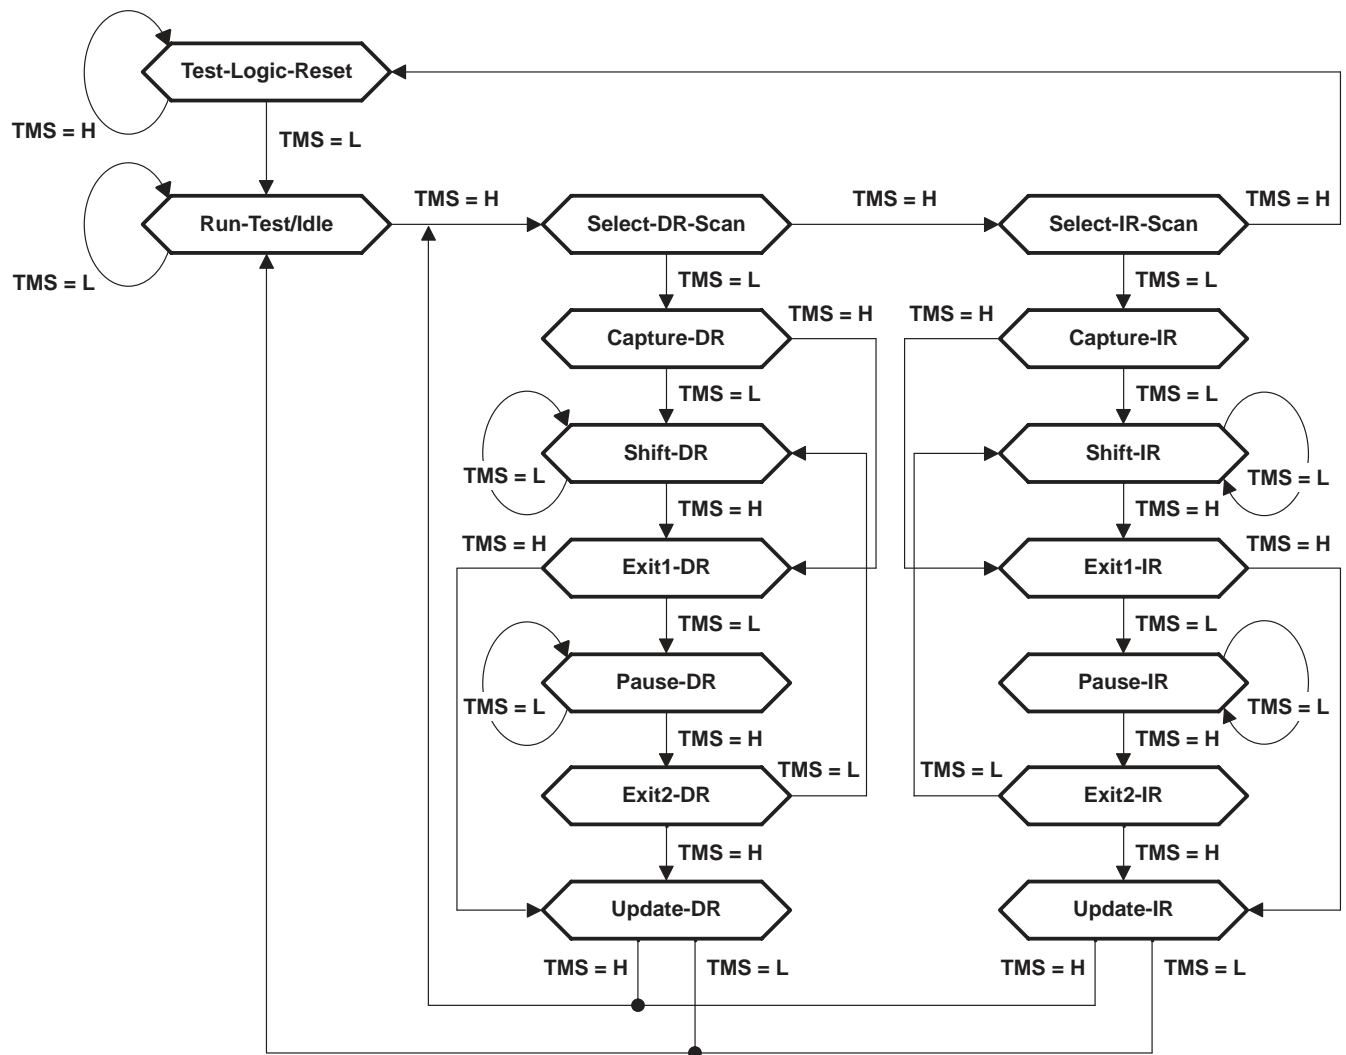 Test-Logic-Reset
TMS = H
TMS = L
TMS = H
TMS = H
TMS = H
Run-Test/Idle
Select-DR-Scan
Select-IR-Scan
TMS = L
TMS = L
TMS = L
TMS = H
TMS = H
Capture-DR
Capture-IR
TMS = L
TMS = L
Shift-DR
Shift-IR
TMS = L
TMS = L
TMS = H
TMS = H
TMS = H
TMS = H
Exit1-DR
Exit1-IR
TMS = L
TMS = L
Pause-DR
Pause-IR
TMS = L
TMS = L
TMS = H
TMS = H
TMS = L
TMS = L
Exit2-DR
Exit2-IR
TMS = H
TMS = H
Update-DR
Update-IR
TMS = H
TMS = L
TMS = H
TMS = L